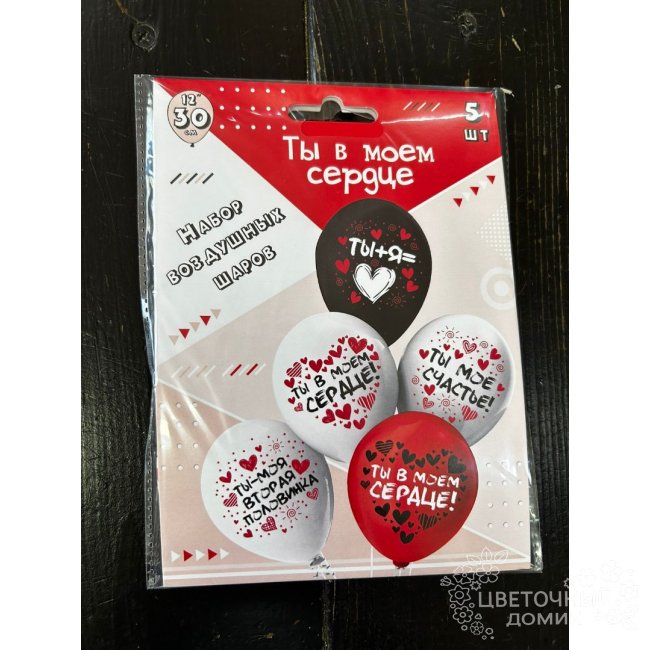 12"
30
см
5
шт
Ты в моем
сердце
Набор
воздушных
шаров
ТЫ+Я=
ТЫ В МОЕМ
СЕРДЦЕ!
ТЫ МОЕ
СЧАСТЬЕ!
ТЫ-МОЯ
ВТОРАЯ
ПОЛОВИНКА
ТЫ В МОЕМ
СЕРДЦЕ!
ЦВЕТОЧНЫЙ
ДОМИК